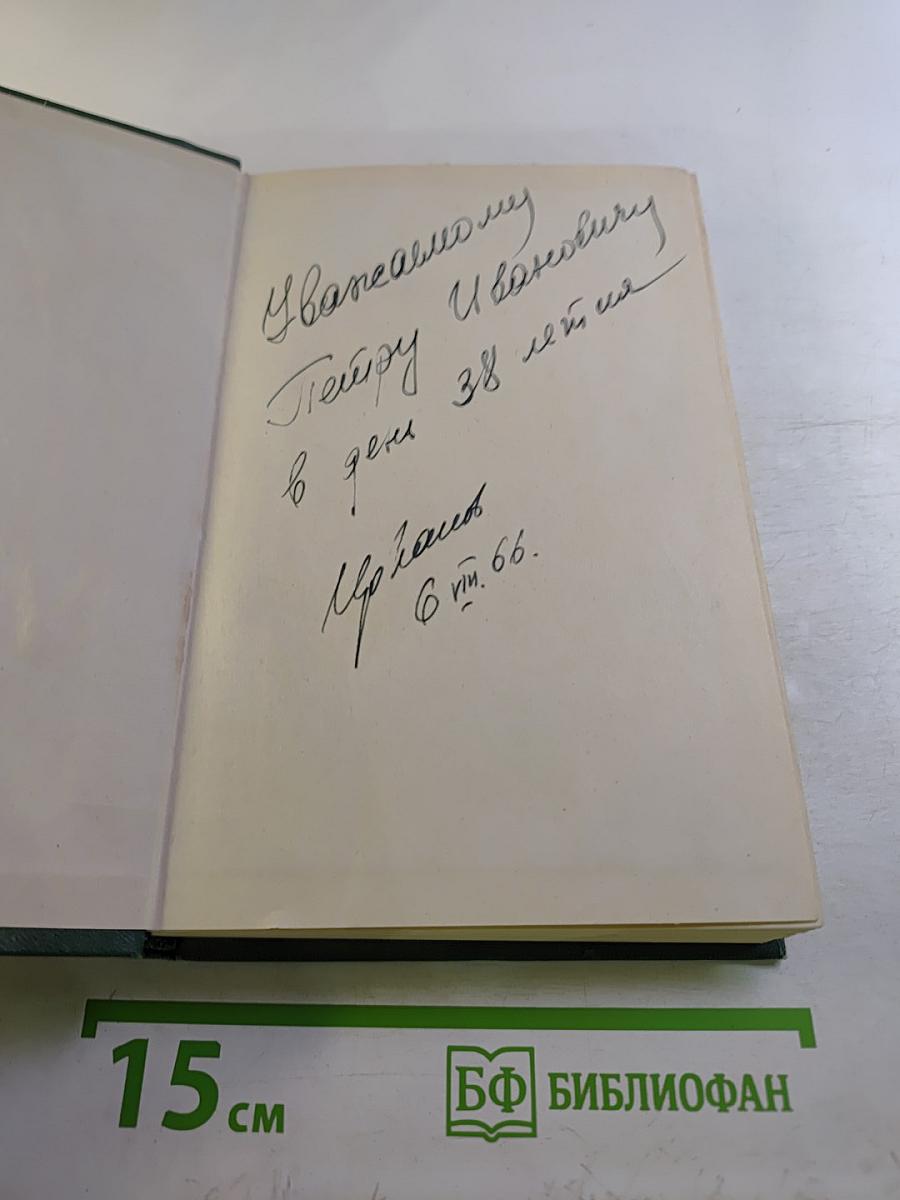 Уважаемому
Петру Ивановичу
в день 38 летия
6 VIII. 66.
15 см
БФ БИБЛИОФАН